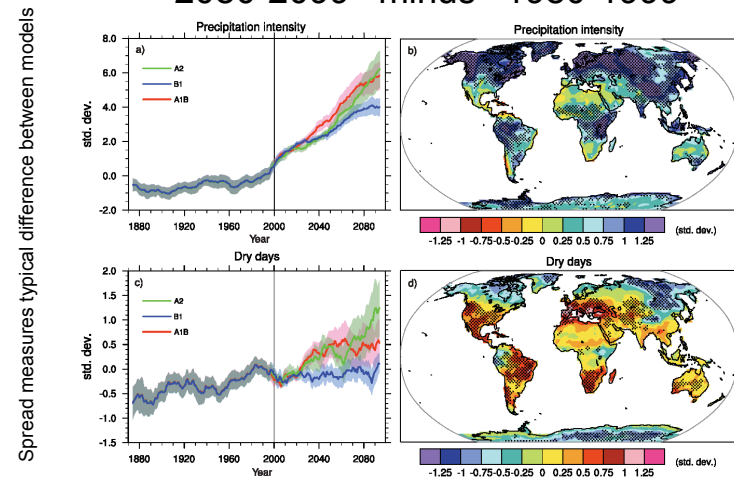 Spread measures typical difference between models
Precipitation intensity
a)
A2
B1
A1B
8.0
6.0
4.0
2.0
0.0
-2.0
std. dev.
1880 1920 1960 2000 2040 2080
Year
Precipitation intensity
b)
-1.25 -1 -0.75-0.5-0.25 0 0.25 0.5 0.75 1 1.25 (std. dev.)
Dry days
c)
A2
B1
A1B
2.0
1.5
1.0
0.5
0.0
-0.5
-1.0
-1.5
std. dev.
1880 1920 1960 2000 2040 2080
Year
Dry days
d)
-1.25 -1 -0.75-0.5-0.25 0 0.25 0.5 0.75 1 1.25 (std. dev.)